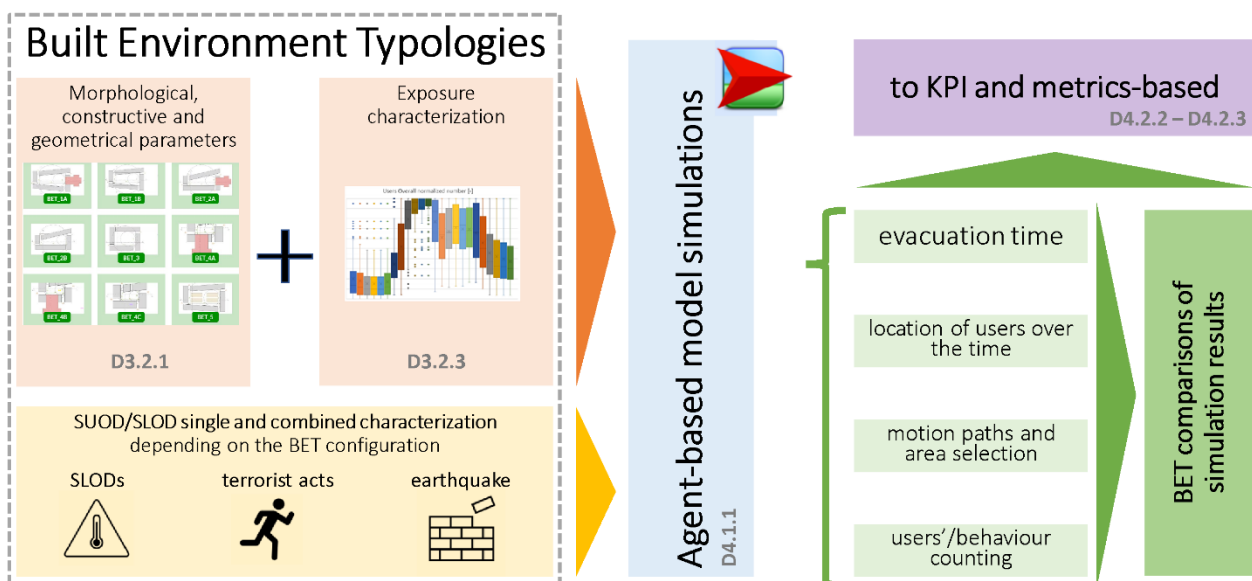 Built Environment Typologies
Morphological,
constructive and
geometrical parameters
BET_1A
BET_1B
BET_2A
BET_2B
BET_3
BET_4A
BET_4B
BET_4C
BET_5
D3.2.1
Exposure
characterization
Users Overall normalized number [-]
D3.2.3
SUOD/SLOD single and combined characterization
depending on the BET configuration
SLODs
terrorist acts
earthquake
Agent-based model simulations
D4.1.1
to KPI and metrics-based
D4.2.2 – D4.2.3
evacuation time
location of users over
the time
motion paths and
area selection
users’/behaviour
counting
BET comparisons of
simulation results